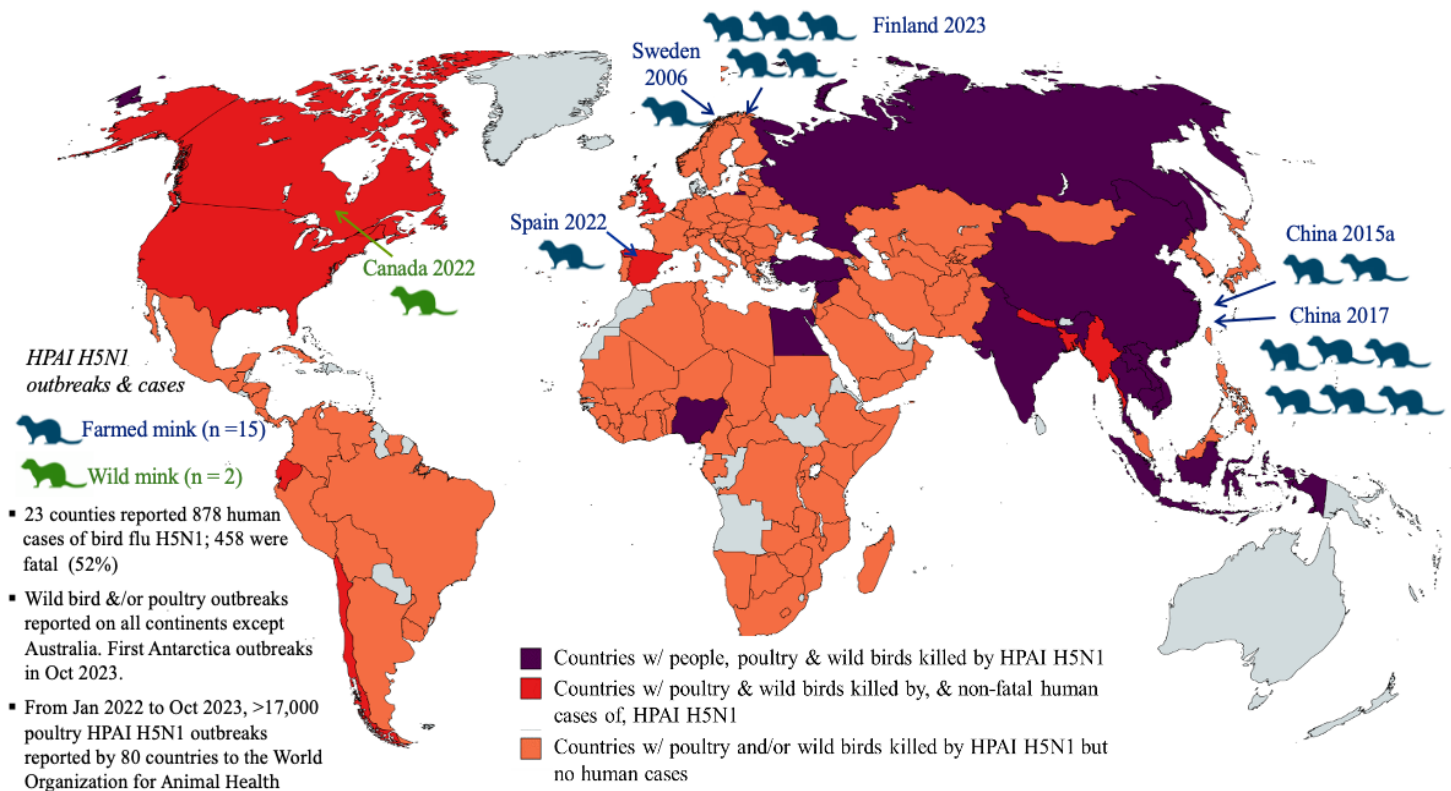 Finland 2023
Sweden
2006
Spain 2022
China 2015a
Canada 2022
China 2017
HPAI H5N1
outbreaks & cases
Farmed mink (n =15)
Wild mink (n = 2)
▪ 23 counties reported 878 human
cases of bird flu H5N1; 458 were
fatal (52%)
▪ Wild bird &/or poultry outbreaks
reported on all continents except
Australia. First Antarctica outbreaks
in Oct 2023.
▪ From Jan 2022 to Oct 2023, >17,000
poultry HPAI H5N1 outbreaks
reported by 80 countries to the World
Organization for Animal Health
Countries w/ people, poultry & wild birds killed by HPAI H5N1
Countries w/ poultry & wild birds killed by, & non-fatal human
cases of, HPAI H5N1
Countries w/ poultry and/or wild birds killed by HPAI H5N1 but
no human cases